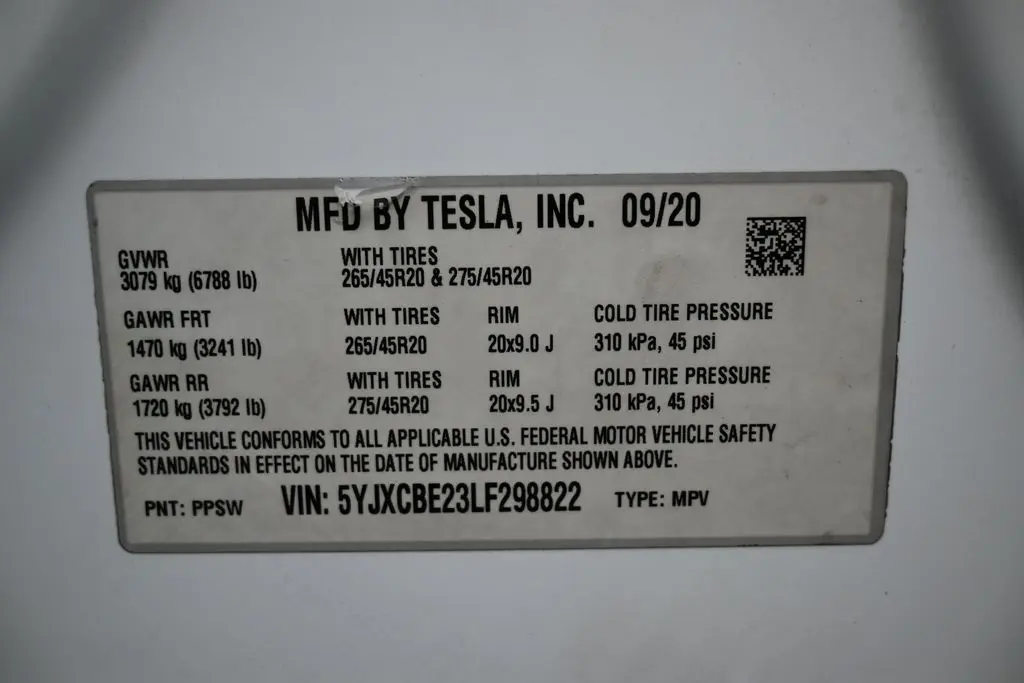 MFD BY TESLA, INC. 09/20
GVWR WITH TIRES
3079 kg (6788 lb) 265/45R20 & 275/45R20
GAWR FRT WITH TIRES RIM COLD TIRE PRESSURE
1470 kg (3241 lb) 265/45R20 20x9.0 J 310 kPa, 45 psi
GAWR RR WITH TIRES RIM COLD TIRE PRESSURE
1720 kg (3792 lb) 275/45R20 20x9.5 J 310 kPa, 45 psi
THIS VEHICLE CONFORMS TO ALL APPLICABLE U.S. FEDERAL MOTOR VEHICLE SAFETY
STANDARDS IN EFFECT ON THE DATE OF MANUFACTURE SHOWN ABOVE.
PNT: PPSW VIN: 5YJXCBE23LF298822 TYPE: MPV